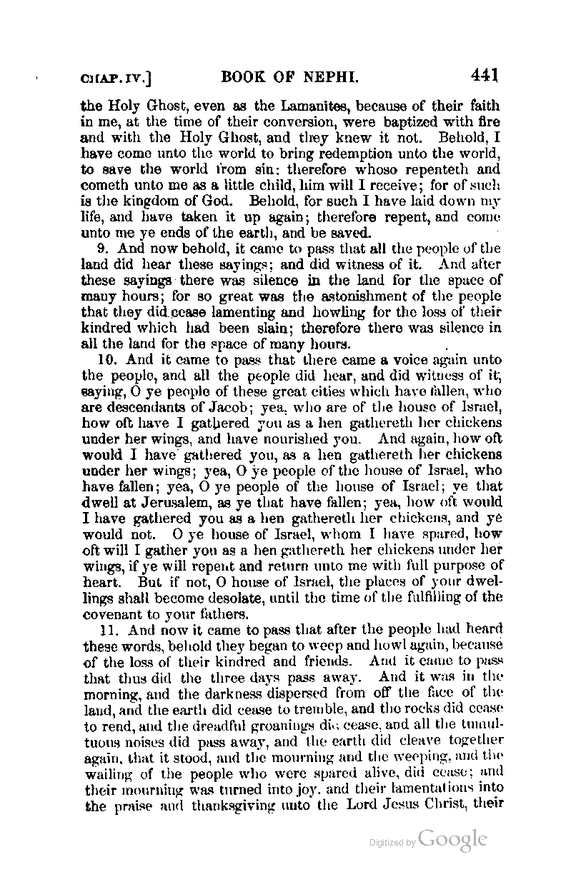 CHAP. IV.] BOOK OF NEPHI. 441
the Holy Ghost, even as the Lamanites, because of their faith
in me, at the time of their conversion, were baptized with fire
and with the Holy Ghost, and they knew it not. Behold, I
have come unto the world to bring redemption unto the world,
to save the world from sin: therefore whoso repenteth and
cometh unto me as a little child, him will I receive; for of such
is the kingdom of God. Behold, for such I have laid down my
life, and have taken it up again; therefore repent, and come
unto me ye ends of the earth, and be saved.
9. And now behold, it came to pass that all the people of the
land did hear these sayings; and did witness of it. And after
these sayings there was silence in the land for the space of
many hours; for so great was the astonishment of the people
that they did cease lamenting and howling for the loss of their
kindred which had been slain; therefore there was silence in
all the land for the space of many hours.
10. And it came to pass that there came a voice again unto
the people, and all the people did hear, and did witness of it,
saying, O ye people of these great cities which have fallen, who
are descendants of Jacob; yea, who are of the house of Israel,
how oft have I gathered you as a hen gathereth her chickens
under her wings, and have nourished you. And again, how oft
would I have gathered you, as a hen gathereth her chickens
under her wings; yea, O ye people of the house of Israel, who
have fallen; yea, O ye people of the house of Israel; ye that
dwell at Jerusalem, as ye that have fallen; yea, how oft would
I have gathered you as a hen gathereth her chickens, and ye
would not. O ye house of Israel, whom I have spared, how
oft will I gather you as a hen gathereth her chickens under her
wings, if ye will repent and return unto me with full purpose of
heart. But if not, O house of Israel, the places of your dwel-
lings shall become desolate, until the time of the fulfilling of the
covenant to your fathers.
11. And now it came to pass that after the people had heard
these words, behold they began to weep and howl again, because
of the loss of their kindred and friends. And it came to pass
that thus did the three days pass away. And it was in the
morning, and the darkness dispersed from off the face of the
land, and the earth did cease to tremble, and the rocks did cease
to rend, and the dreadful groanings did cease, and all the tumul-
tuous noises did pass away, and the earth did cleave together
again, that it stood, and the mourning and the weeping, and the
wailing of the people who were spared alive, did cease; and
their mourning was turned into joy, and their lamentations into
the praise and thanksgiving unto the Lord Jesus Christ, their
Digitized by Google